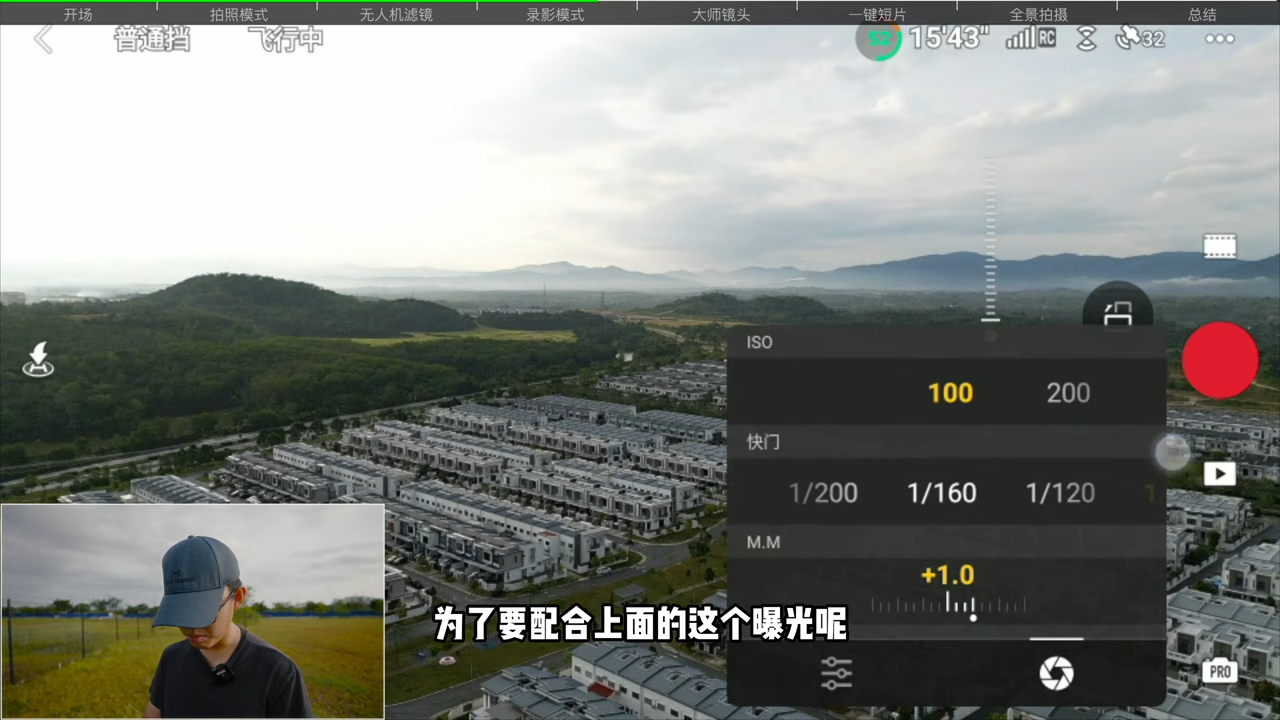 开场 拍照模式 无人机滤镜 录影模式 大师镜头 一键短片 全景拍摄 总结
普通挡 飞行中 52 15'43" RC 32
ISO
100 200
快门
1/200 1/160 1/120
M.M
+1.0
为了要配合上面的这个曝光呢
PRO